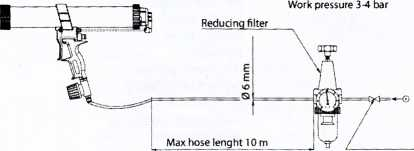 Work pressure 3-4 bar
Reducing filter
Ø 6 mm
Max hose lenght 10 m